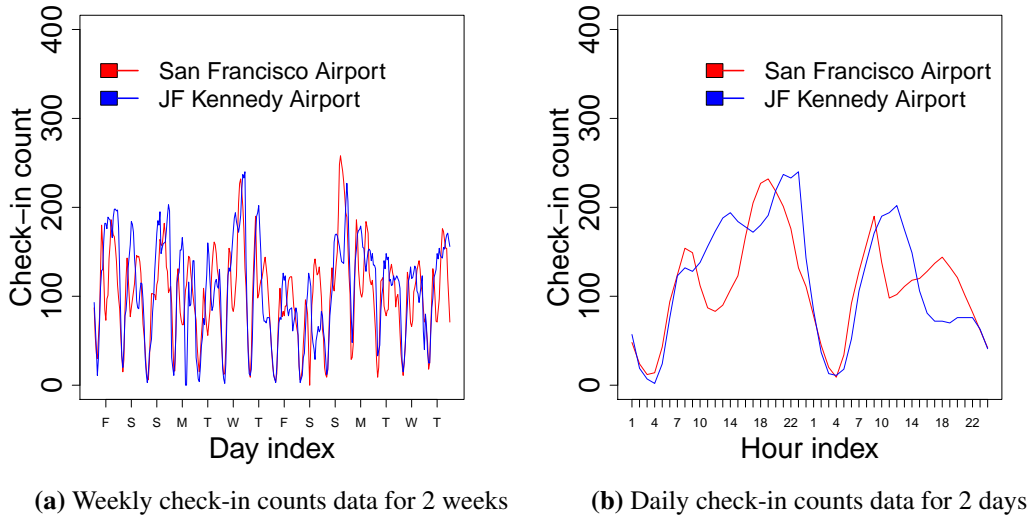 Check−in count
0 100 200 300 400
San Francisco Airport
JF Kennedy Airport
F S S M T W T F S S M T W T
Day index
(a) Weekly check-in counts data for 2 weeks
Check−in count
0 100 200 300 400
San Francisco Airport
JF Kennedy Airport
1 4 7 10 14 18 22 1 4 7 10 14 18 22
Hour index
(b) Daily check-in counts data for 2 days